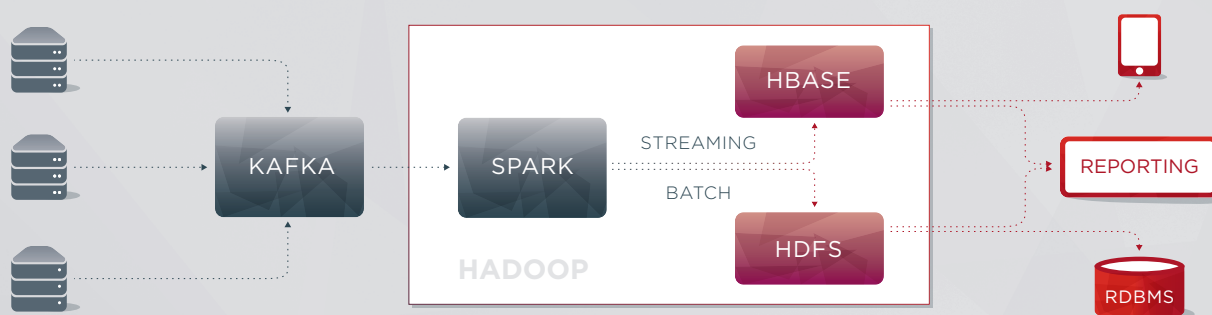 KAFKA
SPARK
STREAMING
BATCH
HBASE
HDFS
HADOOP
REPORTING
RDBMS